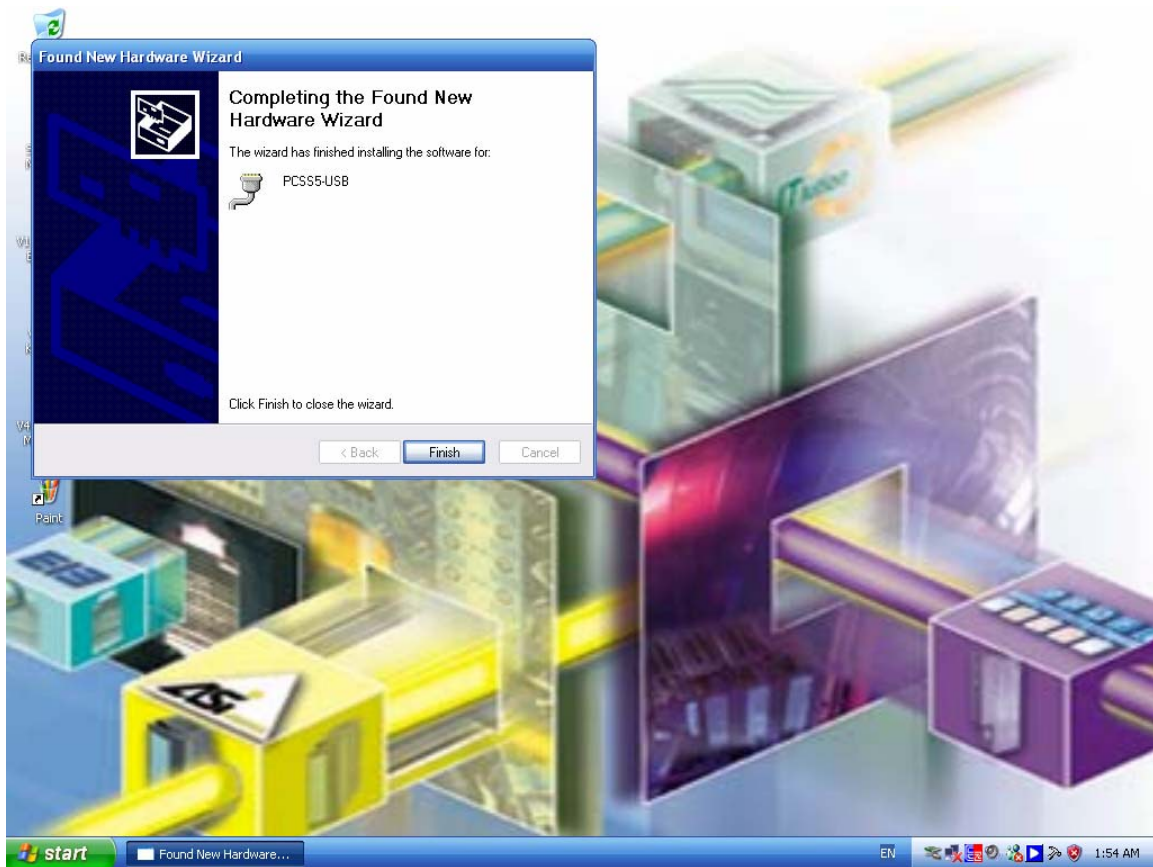 Found New Hardware Wizard
Completing the Found New
Hardware Wizard
The wizard has finished installing the software for:
PCSS5-USB
Click Finish to close the wizard.
< Back
Finish
Cancel
Paint
EIB
ASi
start
Found New Hardware...
EN
1:54 AM